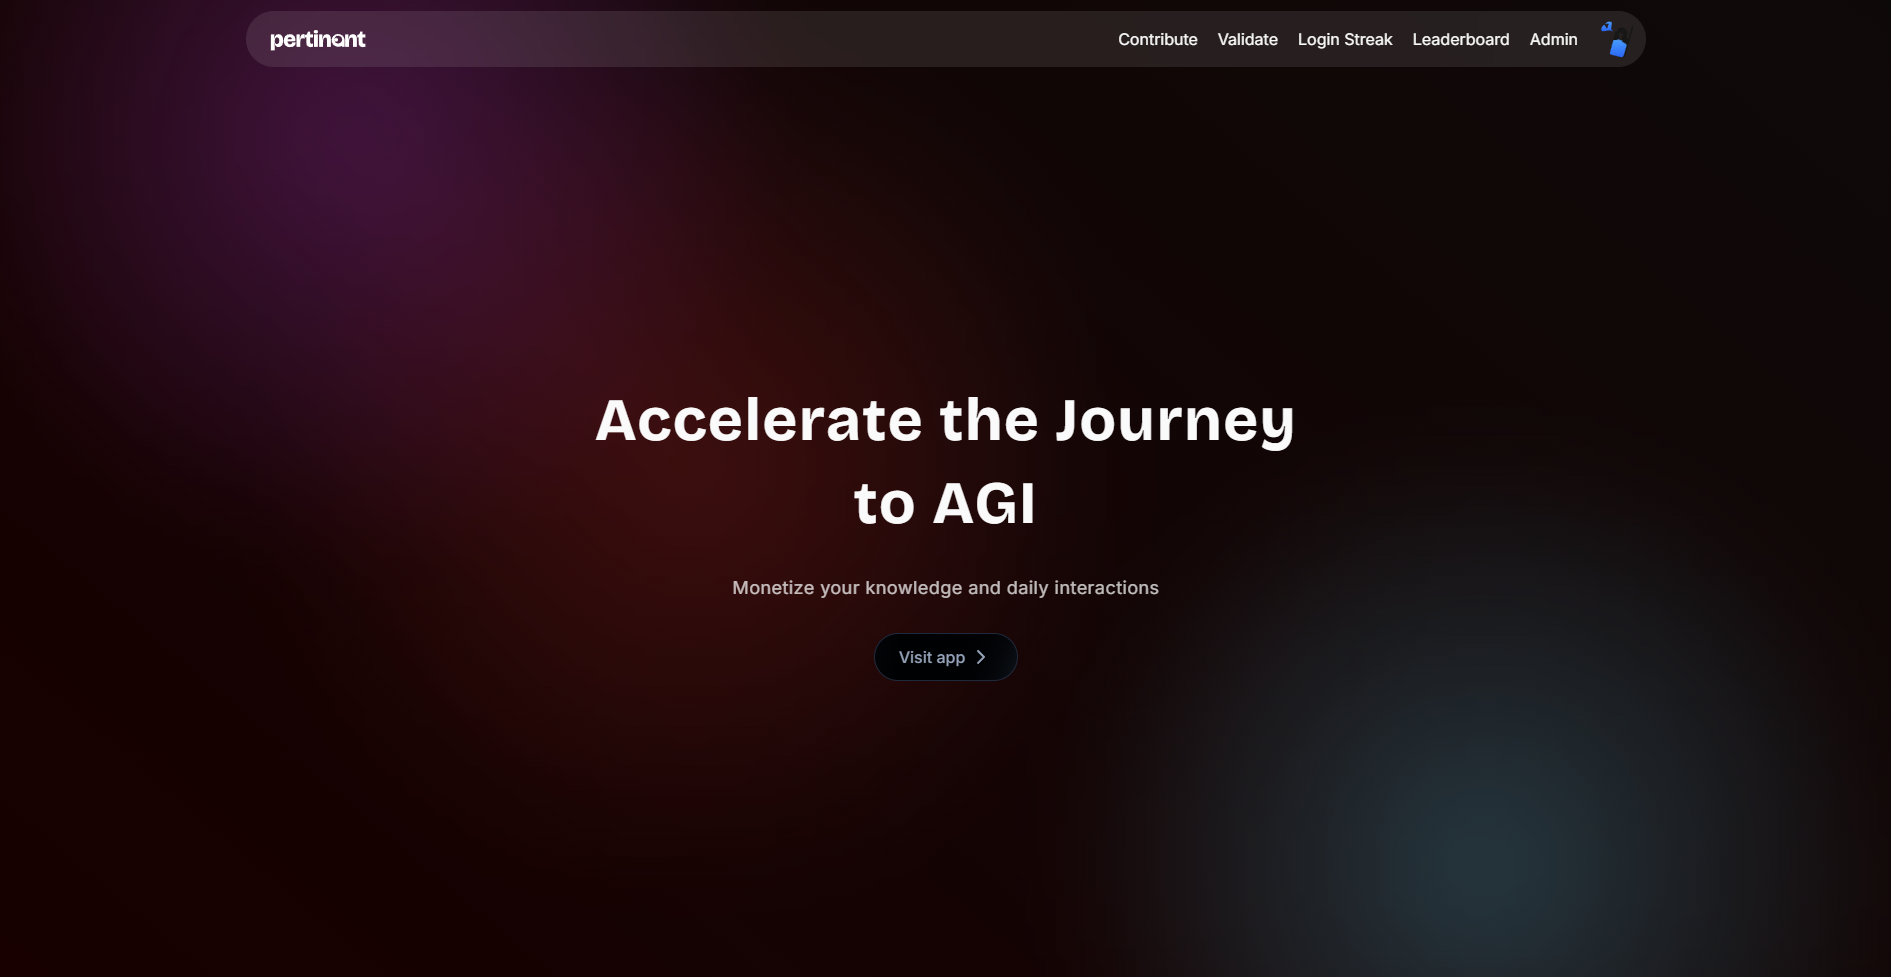 pertinent
Contribute Validate Login Streak Leaderboard Admin
Accelerate the Journey
to AGI
Monetize your knowledge and daily interactions
Visit app